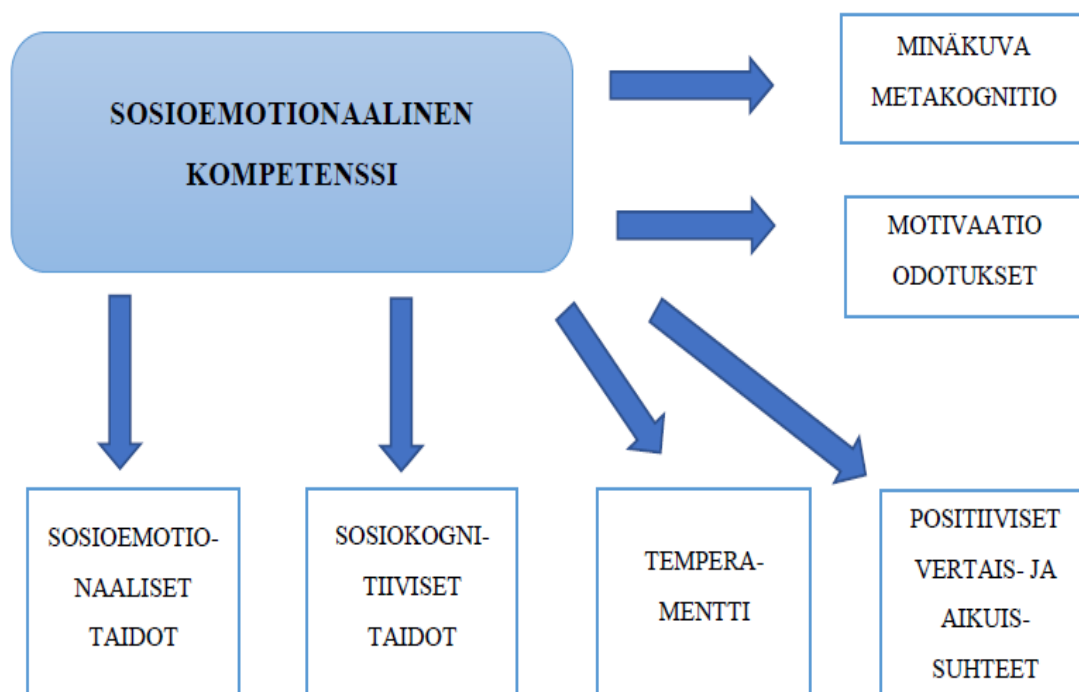 SOSIOEMOTIONAALINEN
KOMPETENSSI
MINÄKUVA
METAKOGNITIO
MOTIVAATIO
ODOTUKSET
SOSIOEMOTIO-
NAALISET
TAIDOT
SOSIOKOGNI-
TIIVISET
TAIDOT
TEMPERA-
MENTTI
POSITIIVISET
VERTAIS- JA
AIKUIS-
SUHTEET